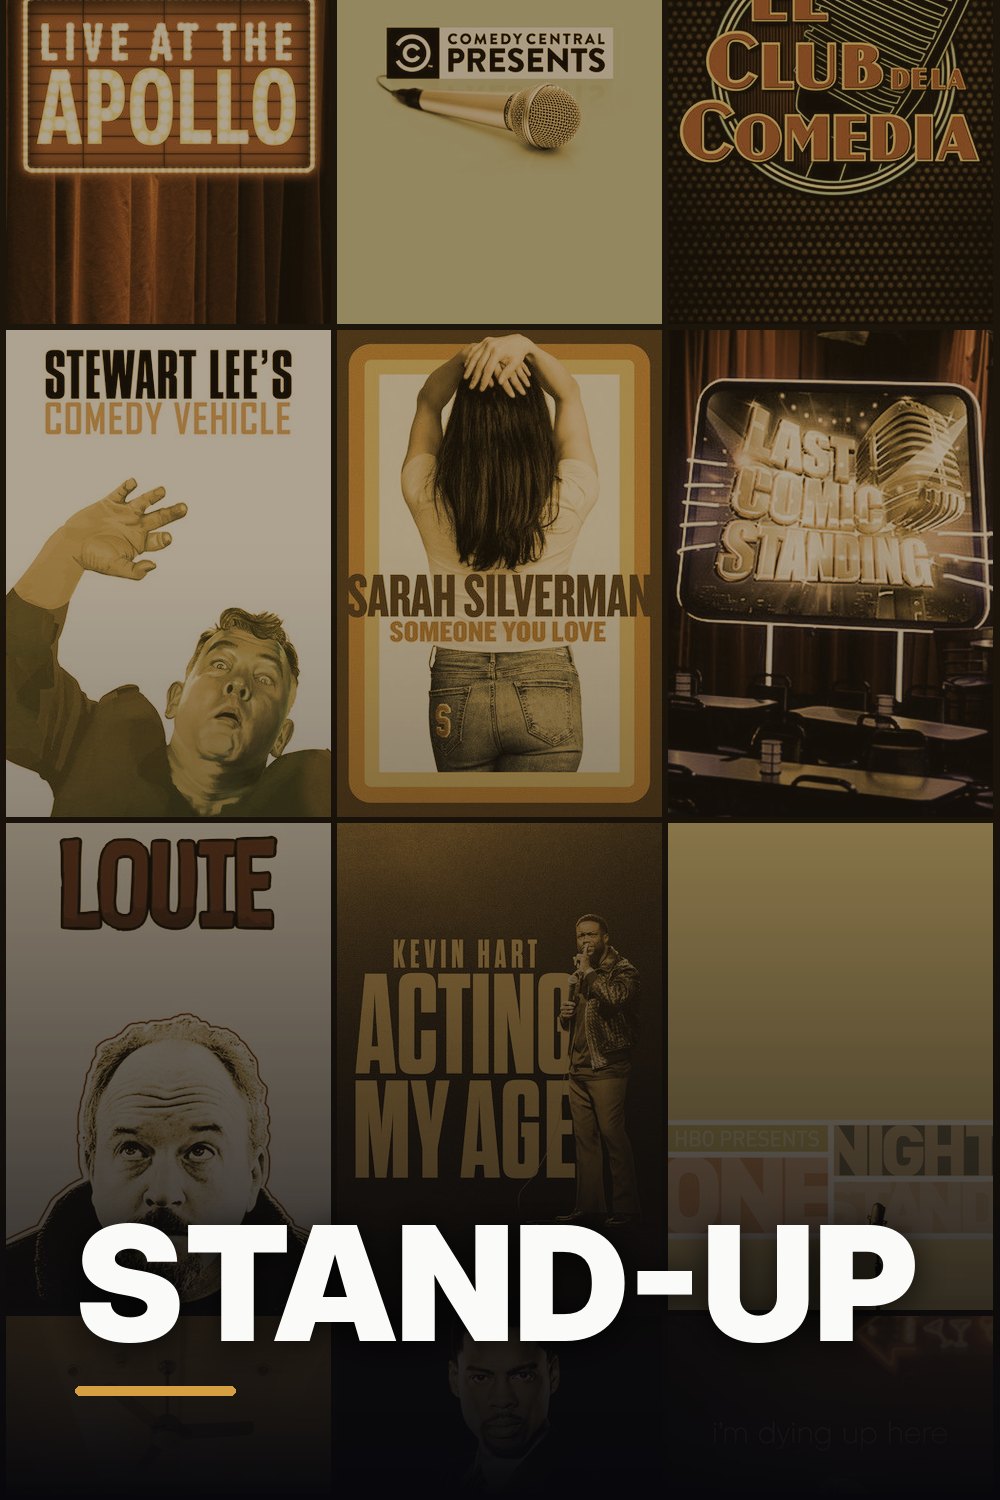 LIVE AT THE
APOLLO
COMEDY CENTRAL
PRESENTS
EL
CLUB DE LA
COMEDIA
STEWART LEE'S
COMEDY VEHICLE
SARAH SILVERMAN
SOMEONE YOU LOVE
S
LAST
COMIC
STANDING
LOUIE
KEVIN HART
ACTING
MY AGE
HBO PRESENTS
ONE
NIGHT
STAND
STAND-UP
i'm dying up here